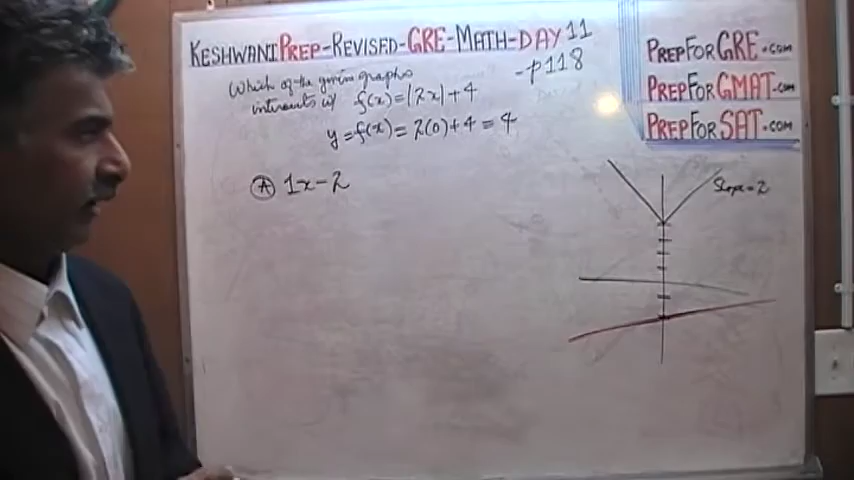 KESHWANIPREP-REVISED-GRE-MATH-DAY 11
-p118
Which of the given graphs
intersects w/ f(x)=|2x|+4
y=f(x)=2(0)+4=4
(A) 1x-2
PREPFORGRE.com
PREPFORGMAT.com
PREPFORSAT.com
Slope=2